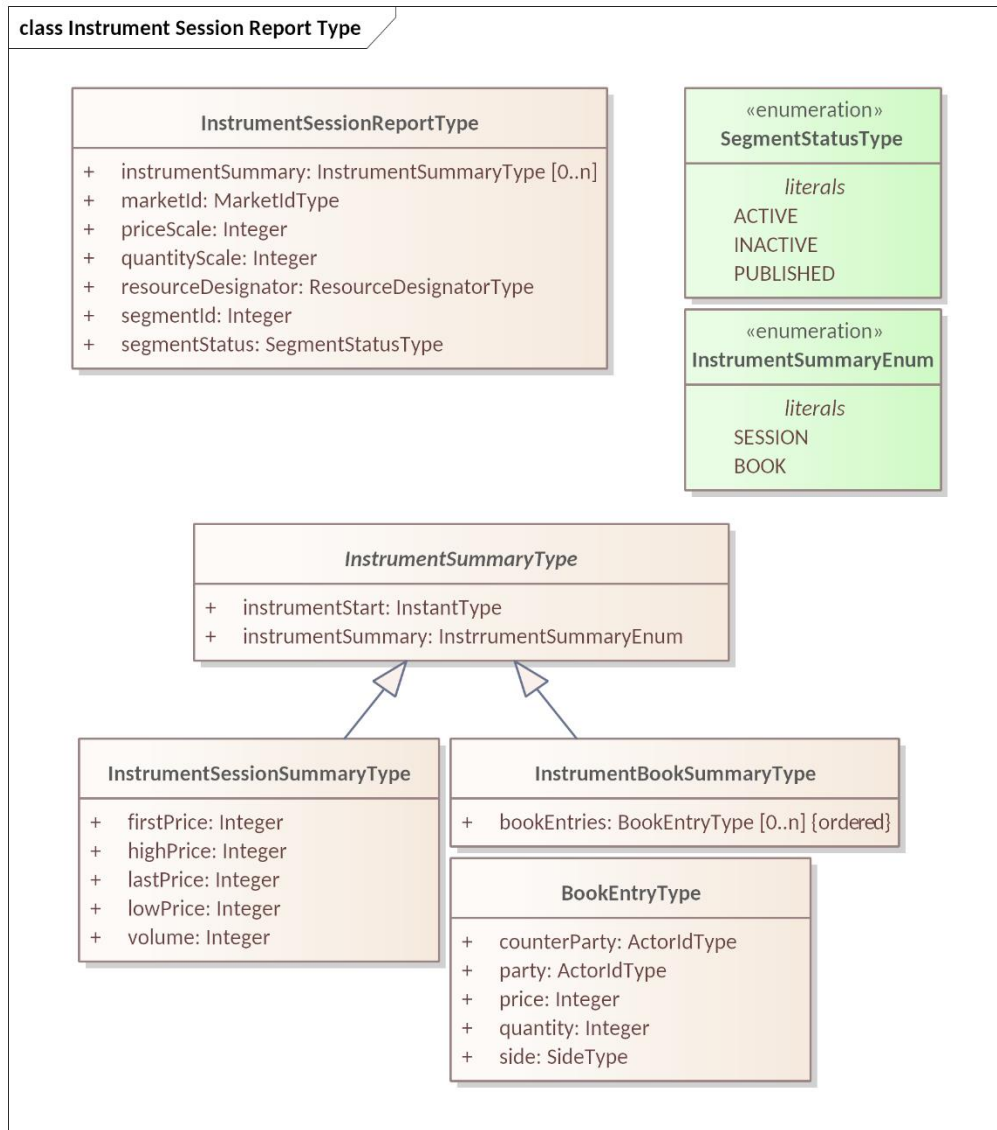 class Instrument Session Report Type
InstrumentSessionReportType
+ instrumentSummary: InstrumentSummaryType [0..n]
+ marketId: MarketIdType
+ priceScale: Integer
+ quantityScale: Integer
+ resourceDesignator: ResourceDesignatorType
+ segmentId: Integer
+ segmentStatus: SegmentStatusType
«enumeration»
SegmentStatusType
literals
ACTIVE
INACTIVE
PUBLISHED
«enumeration»
InstrumentSummaryEnum
literals
SESSION
BOOK
InstrumentSummaryType
+ instrumentStart: InstantType
+ instrumentSummary: InstrrumentSummaryEnum
InstrumentSessionSummaryType
+ firstPrice: Integer
+ highPrice: Integer
+ lastPrice: Integer
+ lowPrice: Integer
+ volume: Integer
InstrumentBookSummaryType
+ bookEntries: BookEntryType [0..n] {ordered}
BookEntryType
+ counterParty: ActorIdType
+ party: ActorIdType
+ price: Integer
+ quantity: Integer
+ side: SideType